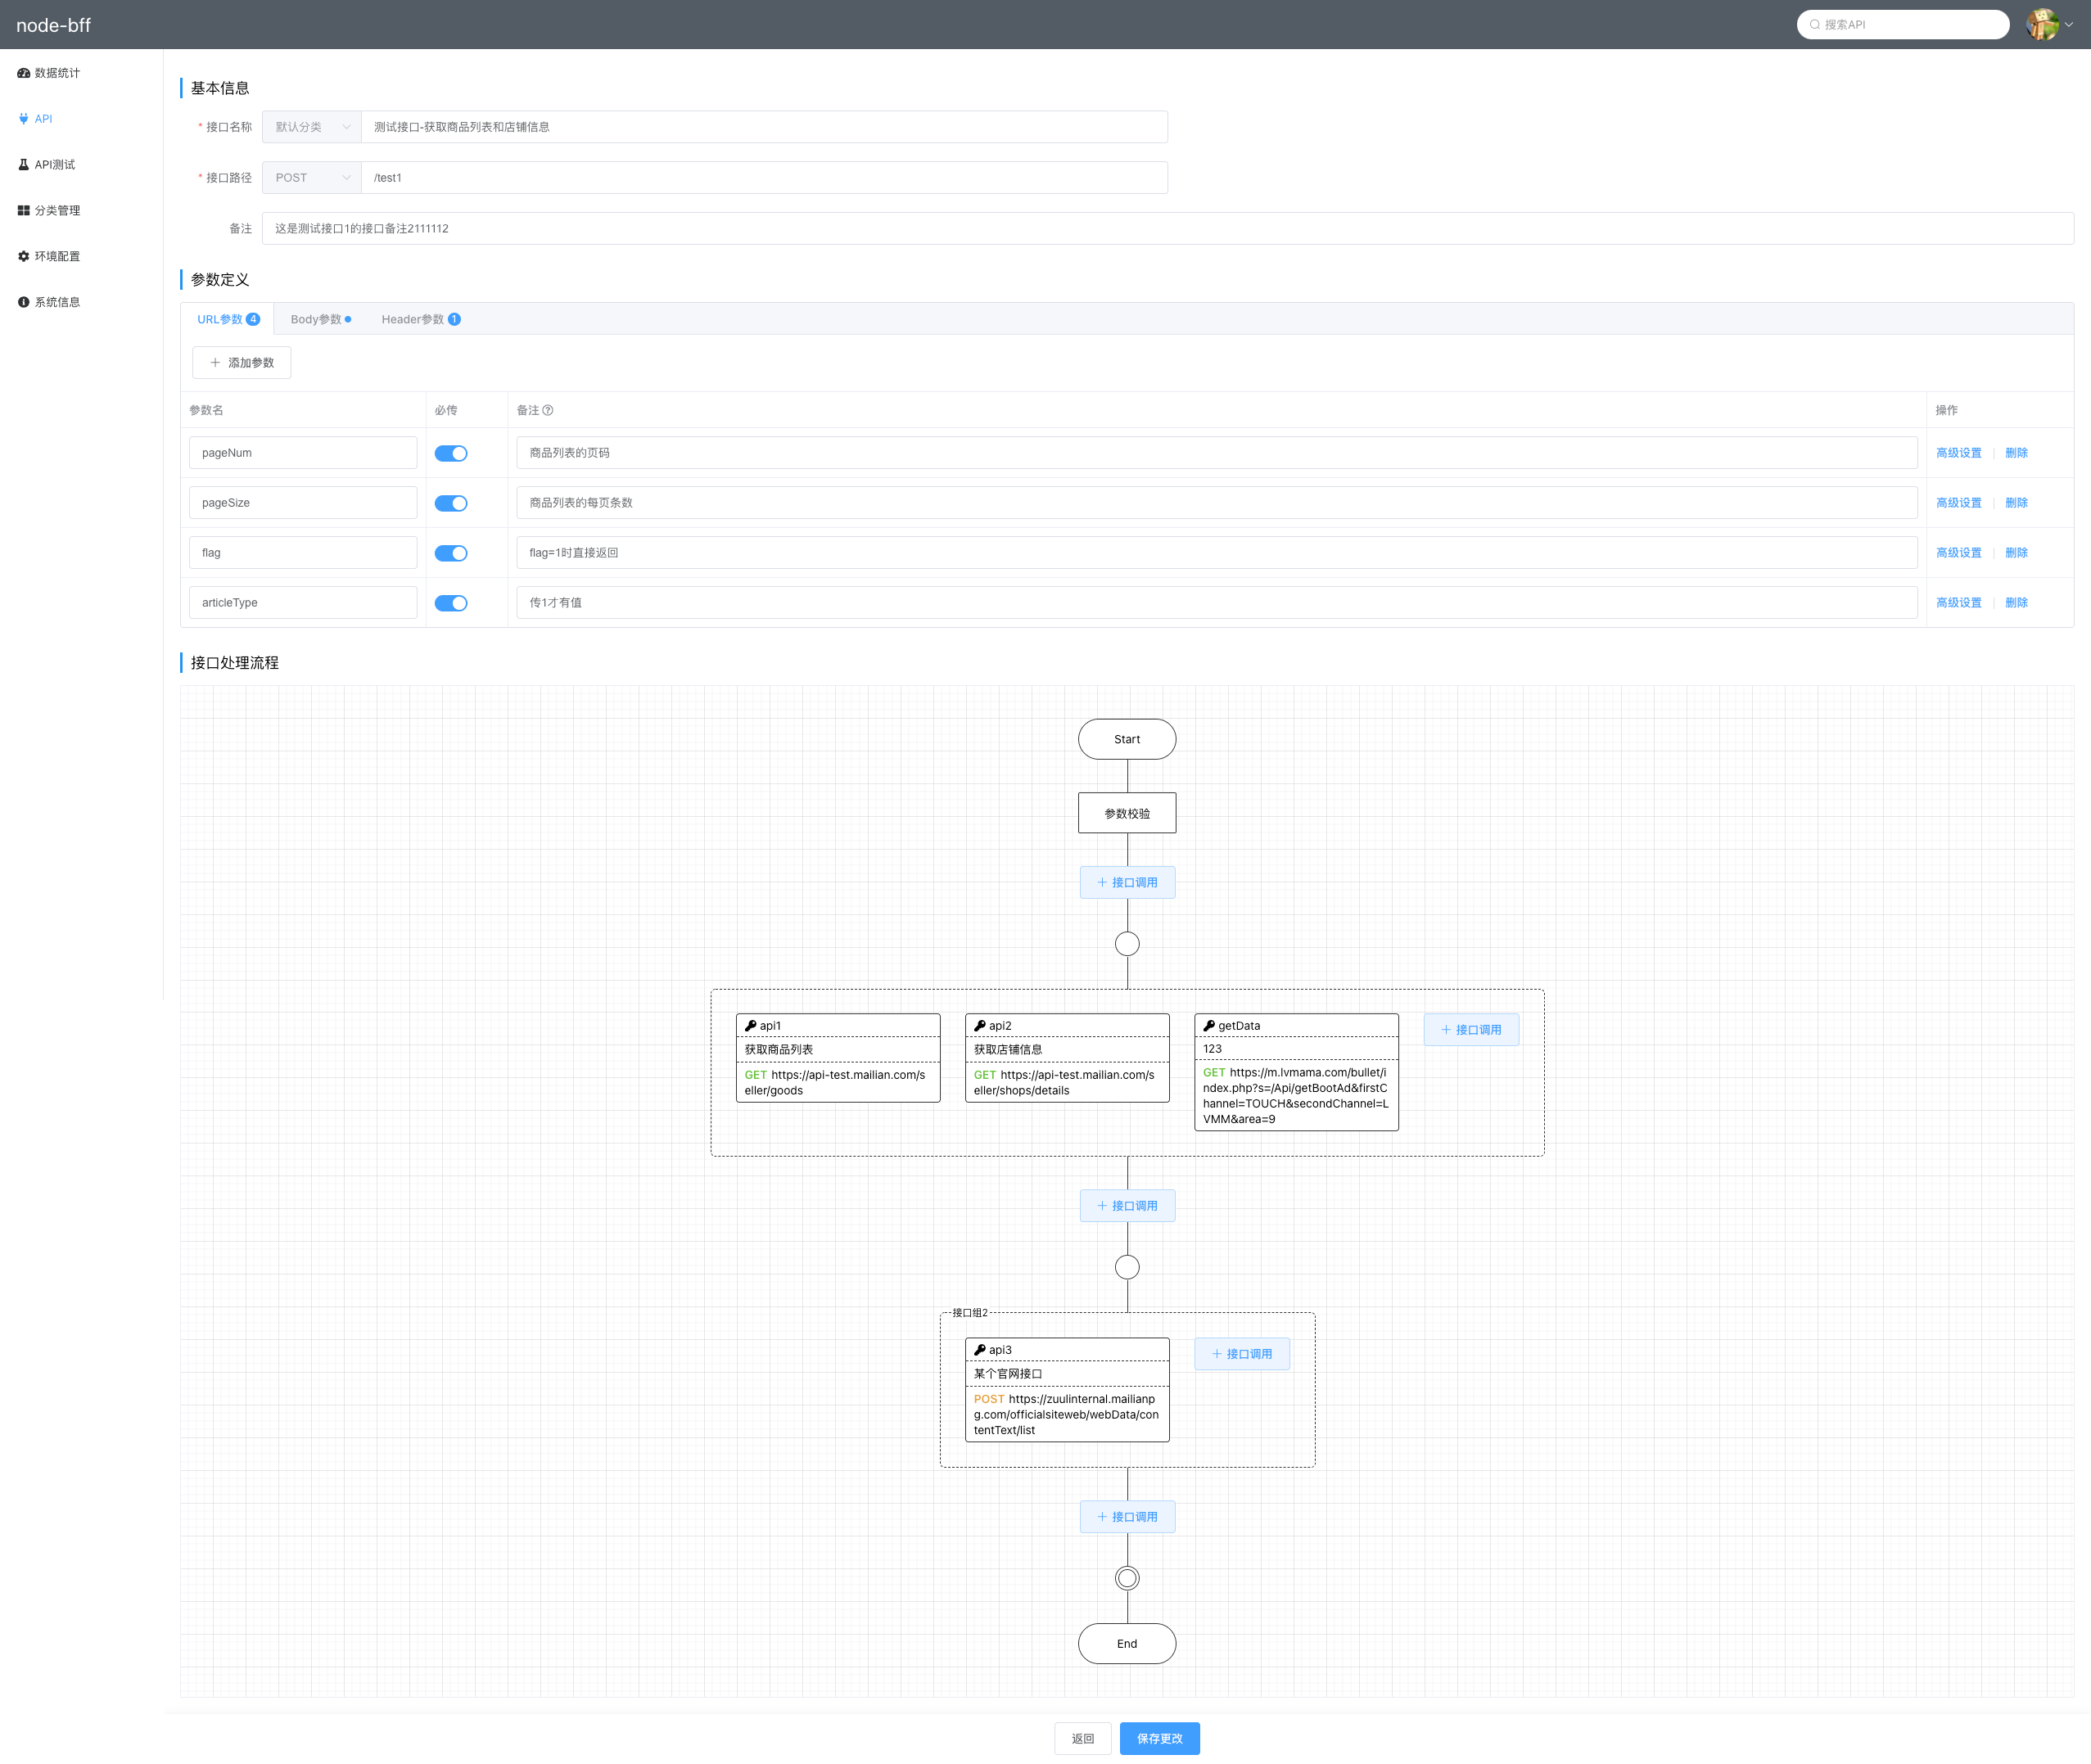 node-bff
搜索API
数据统计
API
API测试
分类管理
环境配置
系统信息
基本信息
* 接口名称 默认分类 测试接口-获取商品列表和店铺信息
* 接口路径 POST /test1
备注 这是测试接口1的接口备注2111112
参数定义
URL参数 4 Body参数 Header参数 1
添加参数
参数名 必传 备注 操作
pageNum 商品列表的页码 高级设置 删除
pageSize 商品列表的每页条数 高级设置 删除
flag flag=1时直接返回 高级设置 删除
articleType 传1才有值 高级设置 删除
接口处理流程
Start
参数校验
接口调用
api1
获取商品列表
GET https://api-test.mailian.com/s
eller/goods
api2
获取店铺信息
GET https://api-test.mailian.com/s
eller/shops/details
getData
123
GET https://m.lvmama.com/bullet/i
ndex.php?s=/Api/getBootAd&firstC
hannel=TOUCH&secondChannel=L
VMM&area=9
接口调用
接口调用
接口组2
api3
某个官网接口
POST https://zuulinternal.mailianp
g.com/officialsiteweb/webData/con
tentText/list
接口调用
接口调用
End
返回
保存更改